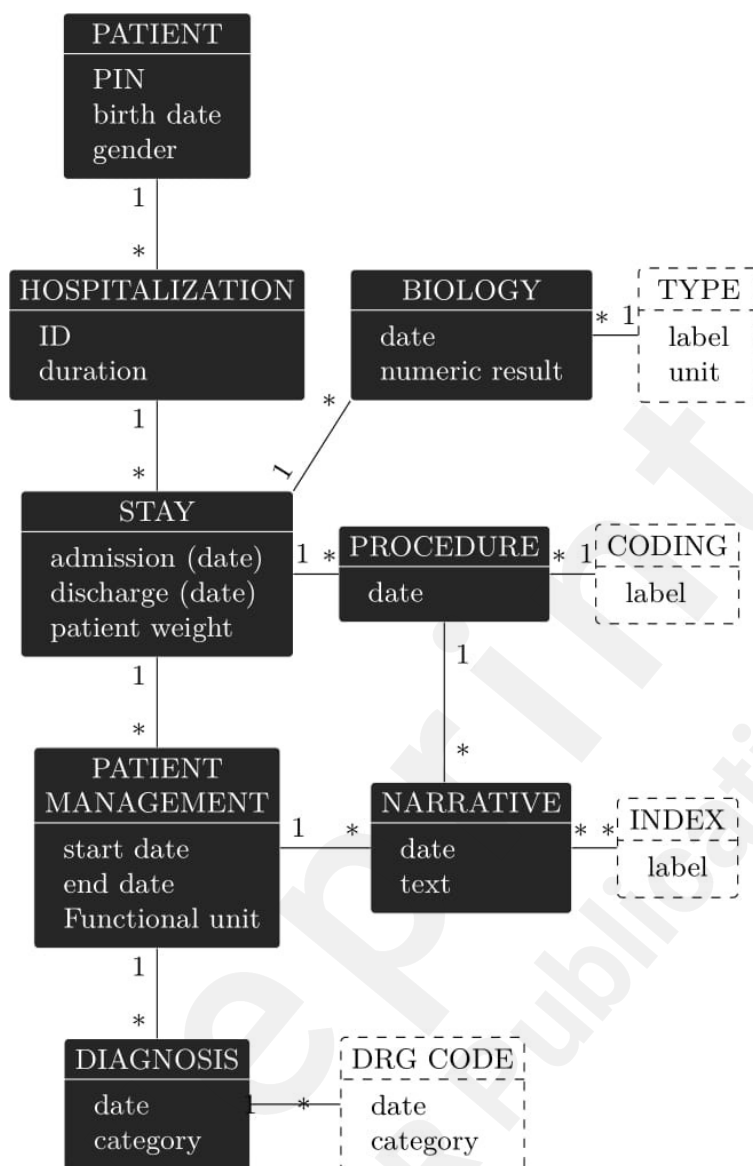 PATIENT
PIN
birth date
gender
1
*
HOSPITALIZATION
ID
duration
1
*
BIOLOGY
date
numeric result
* 1
TYPE
label
unit
*
1
STAY
admission (date)
discharge (date)
patient weight
1 *
PROCEDURE
date
* 1
CODING
label
1
*
1
*
PATIENT
MANAGEMENT
start date
end date
Functional unit
1 *
NARRATIVE
date
text
* *
INDEX
label
1
*
DIAGNOSIS
date
category
1 *
DRG CODE
date
category
eprint
Publicati